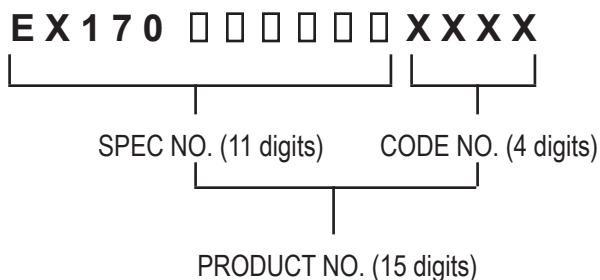 EX170 □□□□□□ XXXX
SPEC NO. (11 digits) CODE NO. (4 digits)
PRODUCT NO. (15 digits)